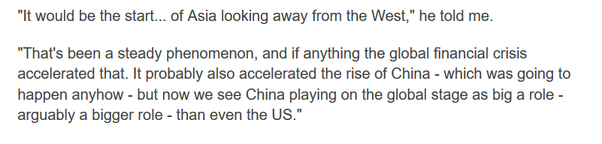 "It would be the start... of Asia looking away from the West," he told me.
"That's been a steady phenomenon, and if anything the global financial crisis
accelerated that. It probably also accelerated the rise of China - which was going to
happen anyhow - but now we see China playing on the global stage as big a role -
arguably a bigger role - than even the US."